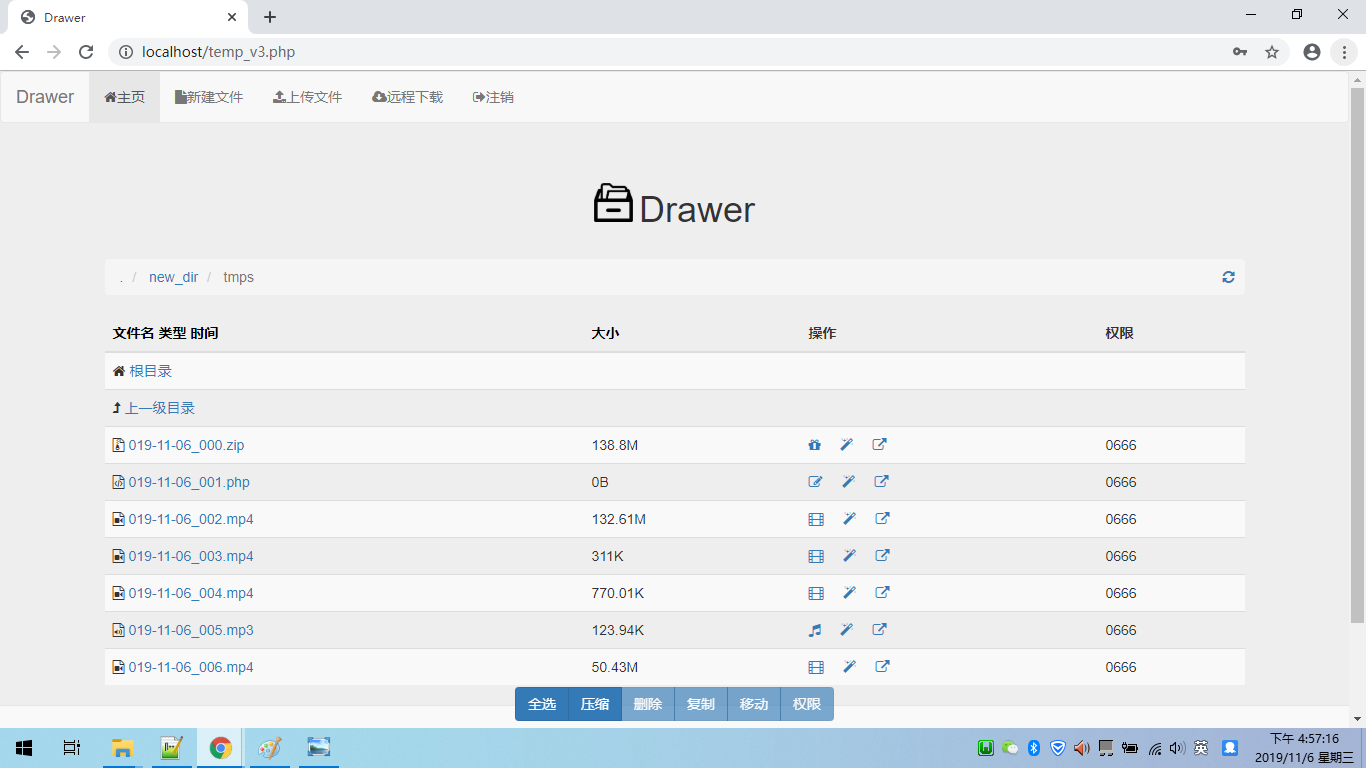 Drawer
localhost/temp_v3.php
Drawer 主页 新建文件 上传文件 远程下载 注销
Drawer
. / new_dir / tmps
文件名 类型 时间 大小 操作 权限
根目录
上一级目录
019-11-06_000.zip 138.8M 0666
019-11-06_001.php 0B 0666
019-11-06_002.mp4 132.61M 0666
019-11-06_003.mp4 311K 0666
019-11-06_004.mp4 770.01K 0666
019-11-06_005.mp3 123.94K 0666
019-11-06_006.mp4 50.43M 0666
全选 压缩 删除 复制 移动 权限
英
下午 4:57:16
2019/11/6 星期三